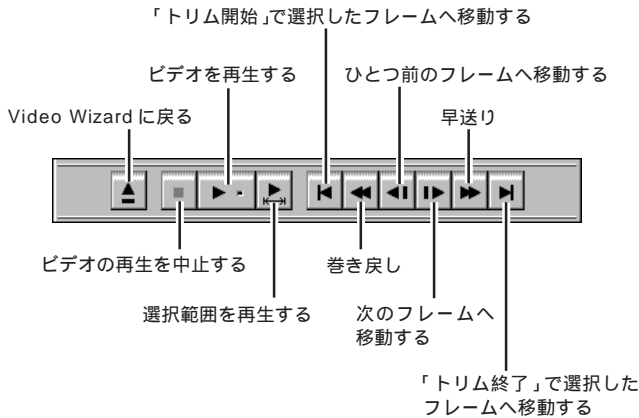 「トリム開始」で選択したフレームへ移動する
ビデオを再生する
ひとつ前のフレームへ移動する
Video Wizard に戻る
早送り
ビデオの再生を中止する
巻き戻し
選択範囲を再生する
次のフレームへ
移動する
「トリム終了」で選択した
フレームへ移動する